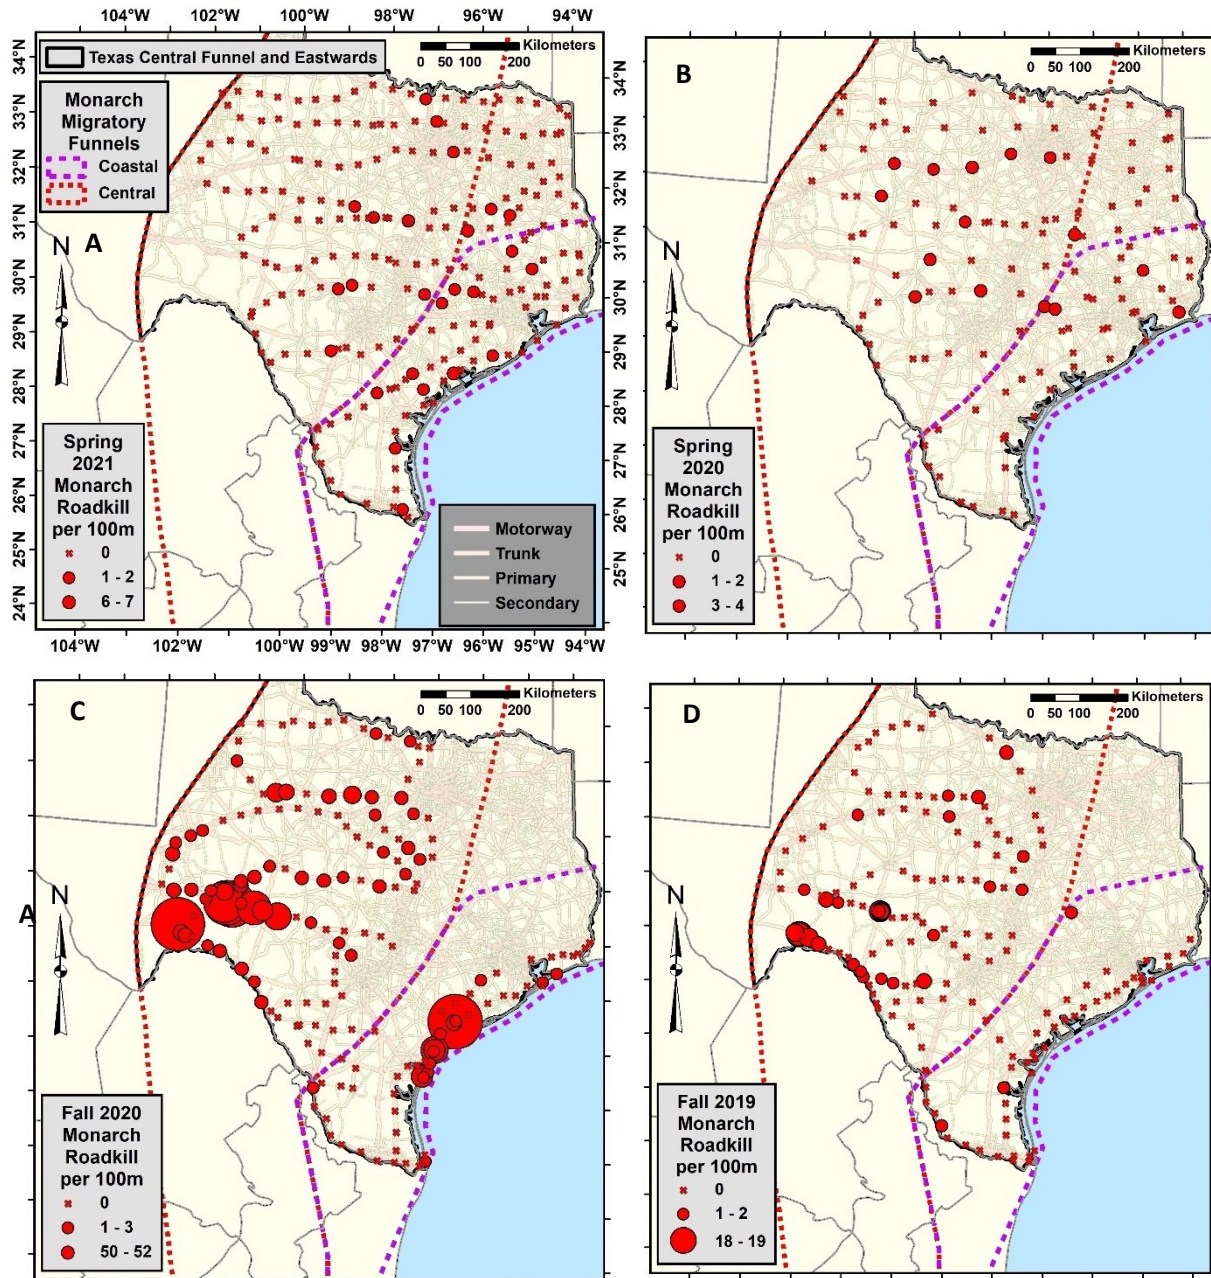 104°W 102°W 100°W 98°W 96°W 94°W
34°N
33°N
32°N
31°N
30°N
29°N
28°N
27°N
26°N
25°N
24°N
Texas Central Funnel and Eastwards
Kilometers
0 50 100 200
Monarch
Migratory
Funnels
Coastal
Central
A
N
Spring
2021
Monarch
Roadkill
per 100m
0
1 - 2
6 - 7
Motorway
Trunk
Primary
Secondary
34°N
33°N
32°N
31°N
30°N
29°N
28°N
27°N
26°N
25°N
104°W 102°W 100°W 98°W 96°W 94°W
B
Kilometers
0 50 100 200
N
Spring
2020
Monarch
Roadkill
per 100m
0
1 - 2
3 - 4
C
Kilometers
0 50 100 200
N
A
Fall 2020
Monarch
Roadkill
per 100m
0
1 - 3
50 - 52
D
Kilometers
0 50 100 200
N
Fall 2019
Monarch
Roadkill
per 100m
0
1 - 2
18 - 19